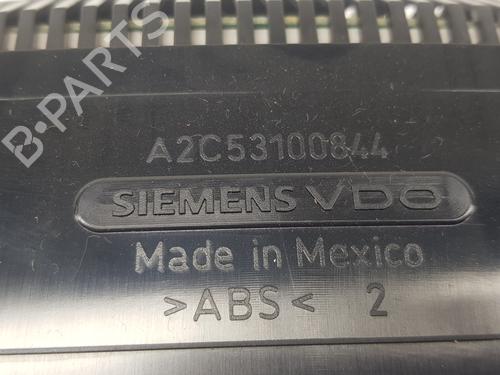 A2C53100844
SIEMENS VDO
Made in Mexico
>ABS< 2
B-PARTS